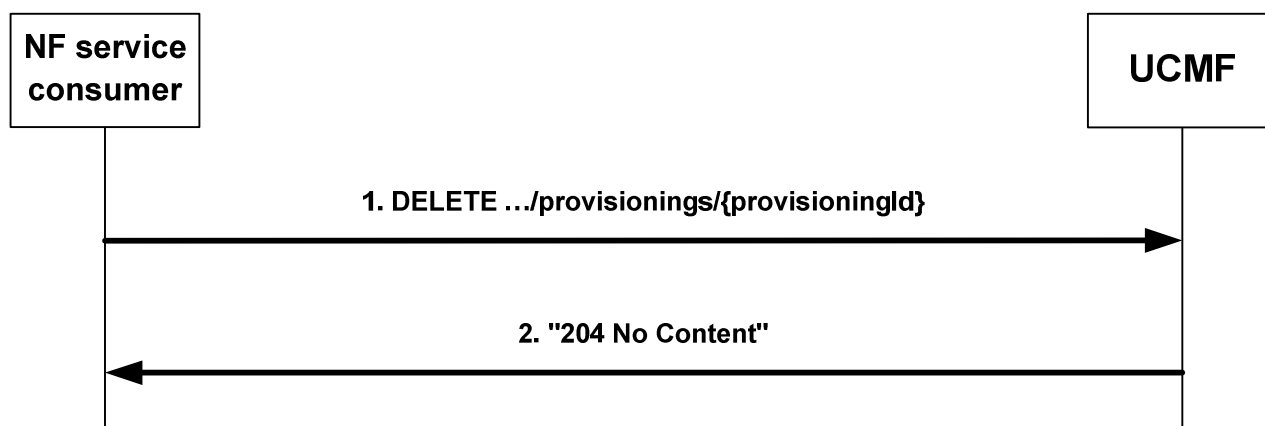 NF service
consumer
UCMF
1. DELETE …/provisionings/{provisioningId}
2. "204 No Content"